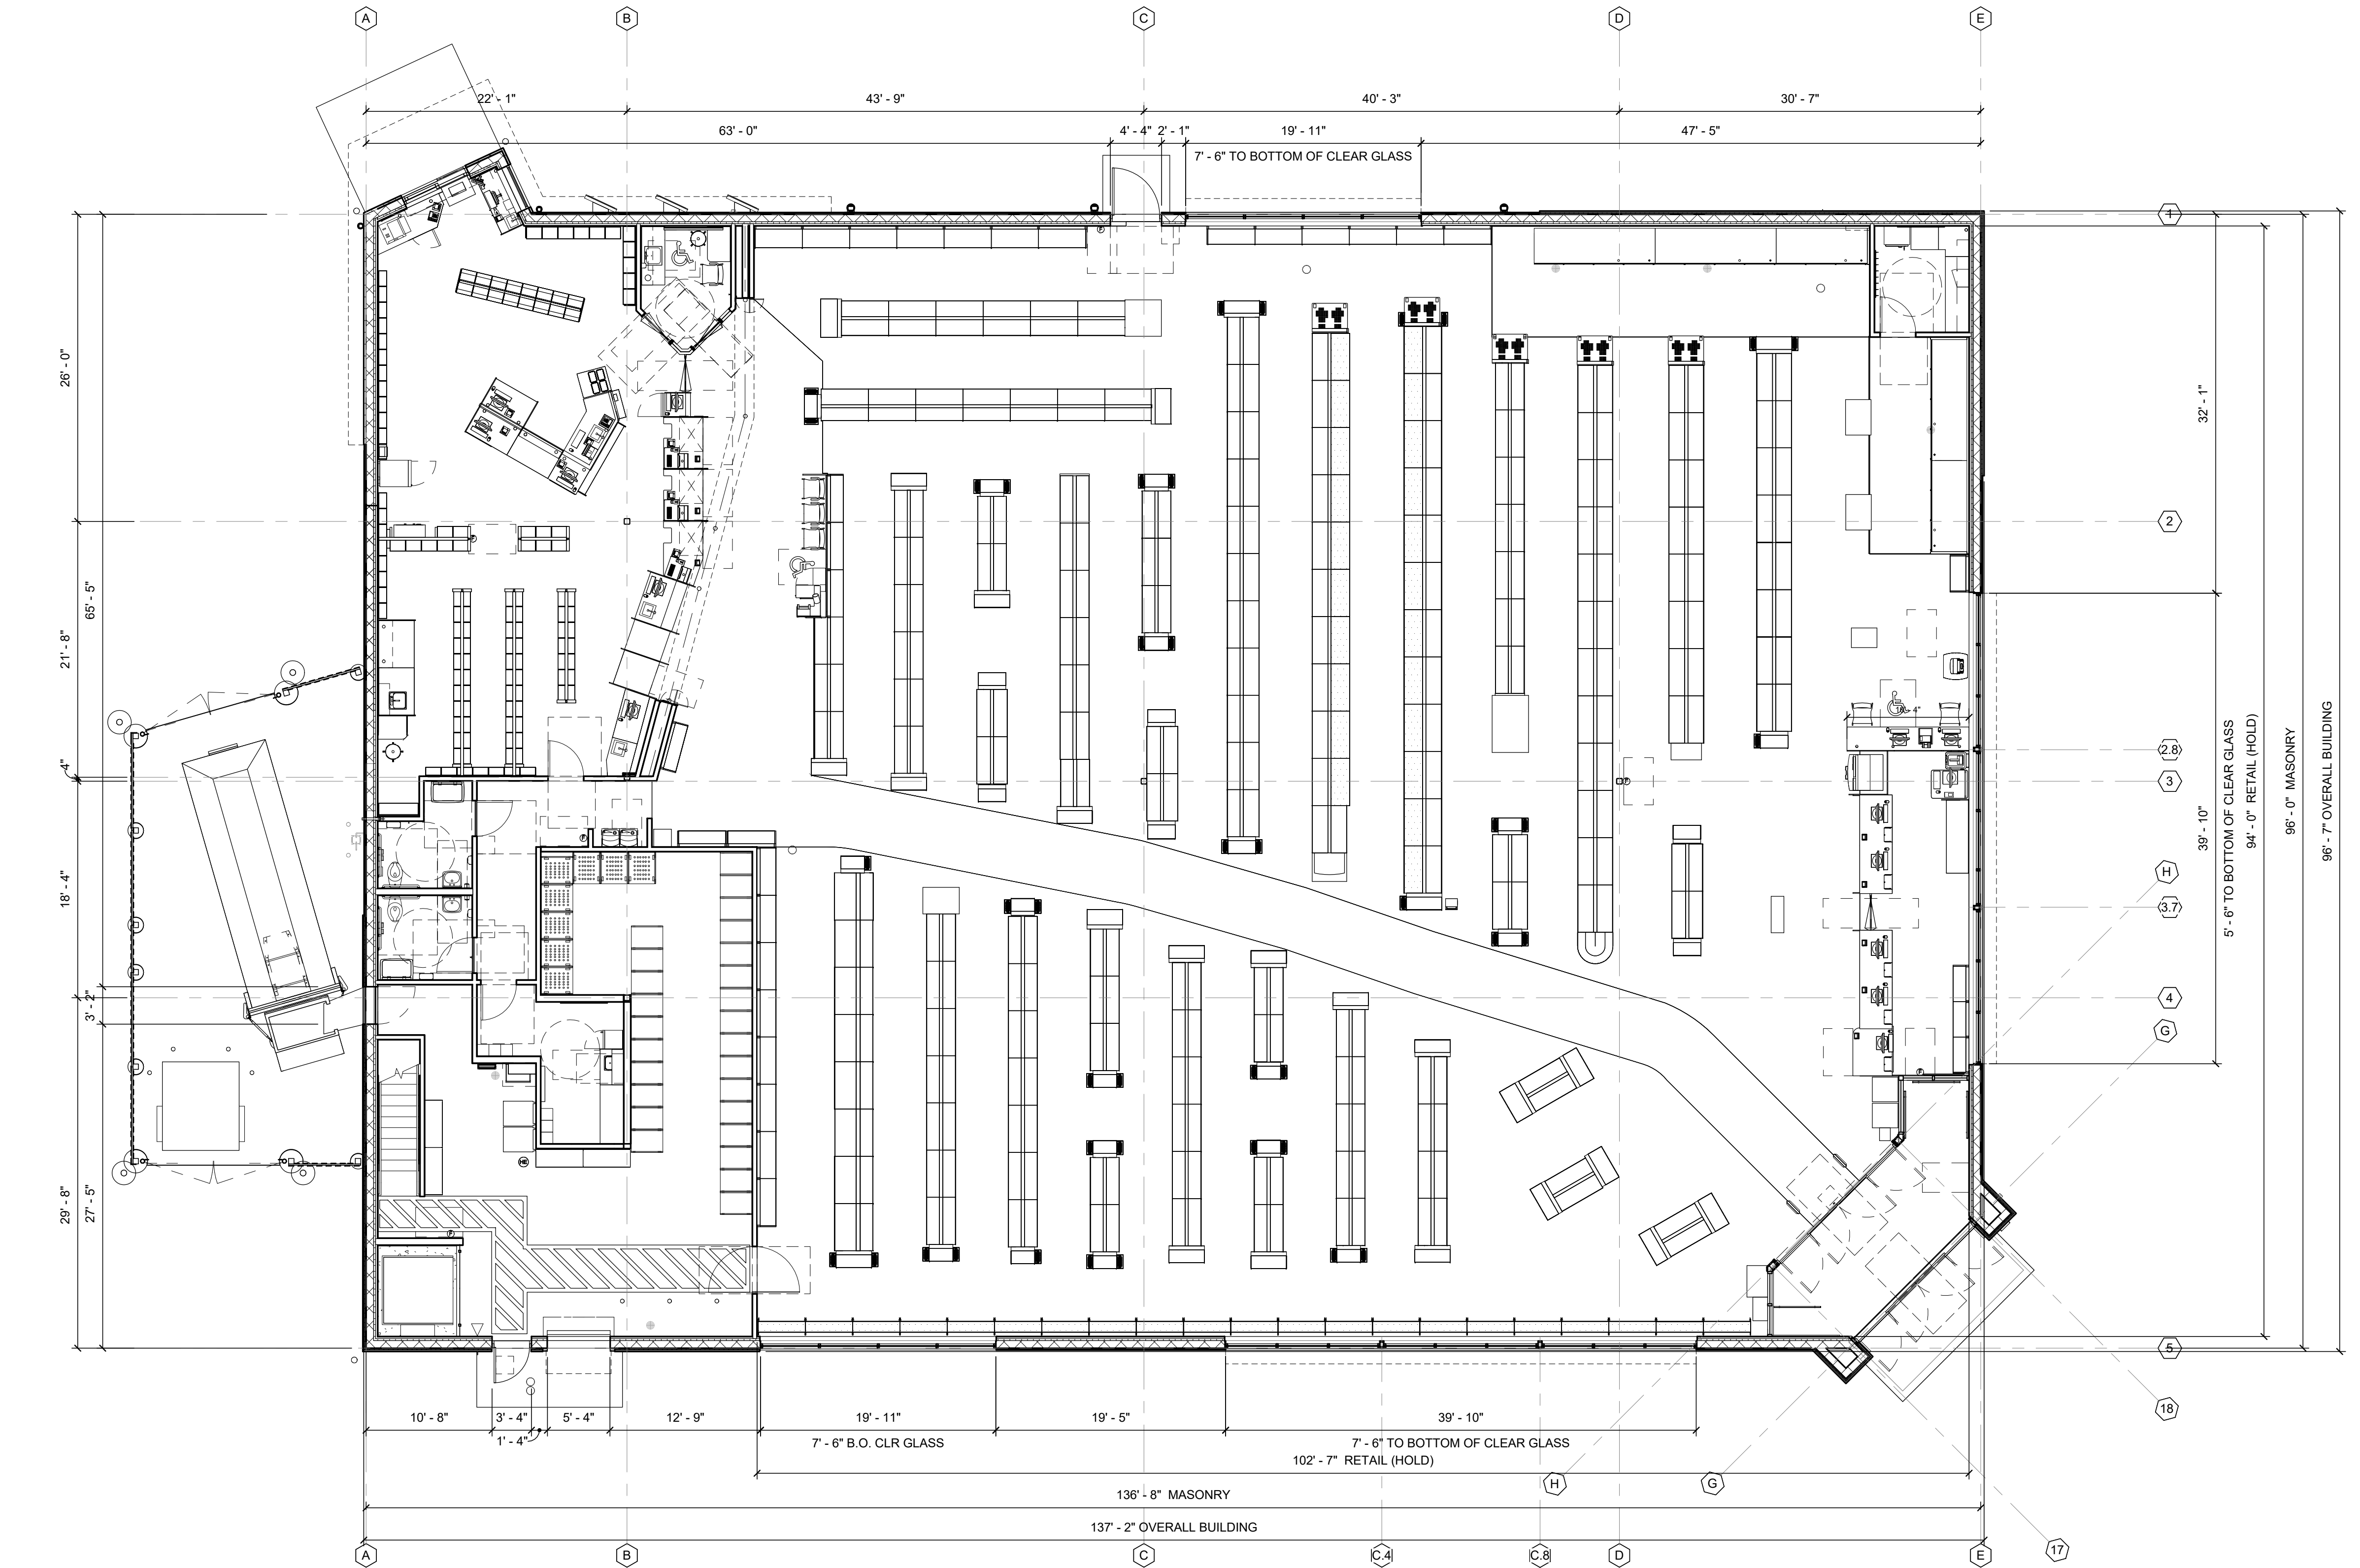 A B C D E
22' - 1" 43' - 9" 40' - 3" 30' - 7"
63' - 0" 4' - 4" 2' - 1" 19' - 11" 47' - 5"
7' - 6" TO BOTTOM OF CLEAR GLASS
1
26' - 0"
32' - 1"
2
65' - 5"
21' - 8"
4"
2.8
3
5' - 6" TO BOTTOM OF CLEAR GLASS
94' - 0" RETAIL (HOLD)
96' - 0" MASONRY
96' - 7" OVERALL BUILDING
39' - 10"
H
18' - 4"
3.7
3' - 2"
4
G
29' - 8"
27' - 5"
HE
5
18
10' - 8" 3' - 4" 5' - 4" 12' - 9" 19' - 11" 19' - 5" 39' - 10"
1' - 4"
7' - 6" B.O. CLR GLASS 7' - 6" TO BOTTOM OF CLEAR GLASS
102' - 7" RETAIL (HOLD)
H G
136' - 8" MASONRY
137' - 2" OVERALL BUILDING
17
A B C C.4 C.8 D E